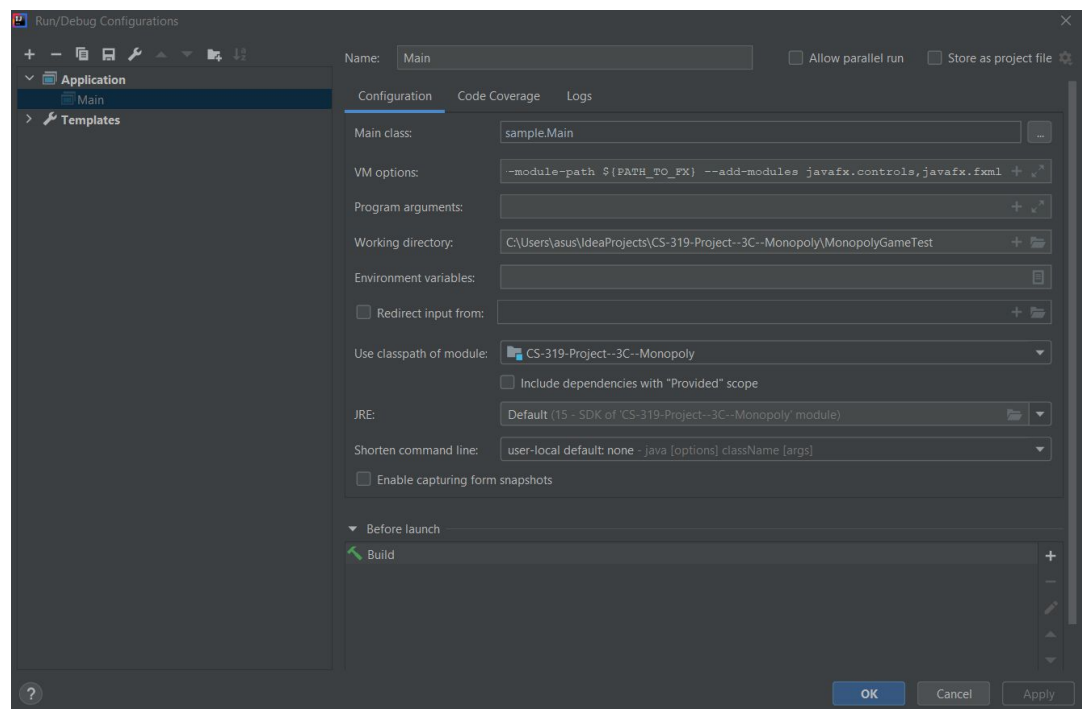 Run/Debug Configurations
Application
Main
Templates
Name: Main Allow parallel run Store as project file
Configuration Code Coverage Logs
Main class: sample.Main ...
VM options: -module-path ${PATH_TO_FX} --add-modules javafx.controls,javafx.fxml
Program arguments:
Working directory: C:\Users\asus\IdeaProjects\CS-319-Project--3C--Monopoly\MonopolyGameTest
Environment variables:
Redirect input from:
Use classpath of module: CS-319-Project--3C--Monopoly
Include dependencies with "Provided" scope
JRE: Default (15 - SDK of 'CS-319-Project--3C--Monopoly' module)
Shorten command line: user-local default: none - java [options] className [args]
Enable capturing form snapshots
Before launch
Build
? OK Cancel Apply